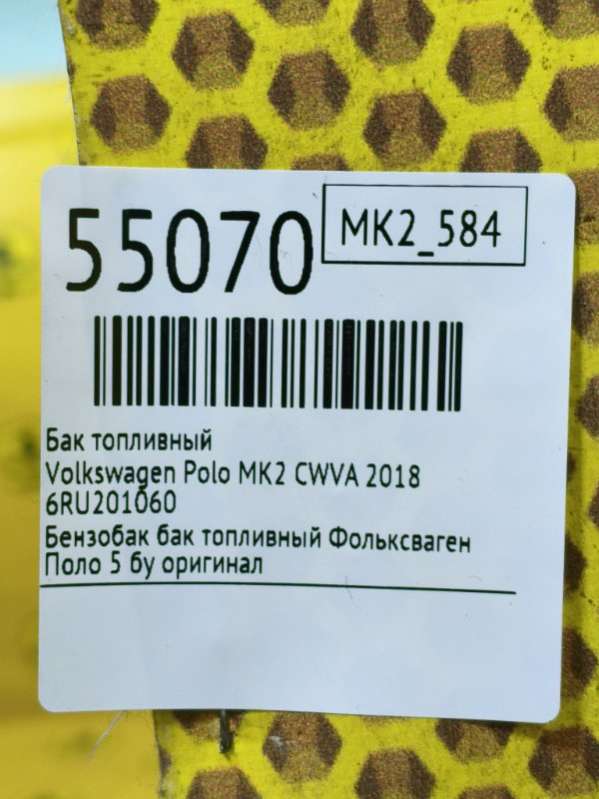 55070
MK2_584
Бак топливный
Volkswagen Polo MK2 CWVA 2018
6RU201060
Бензобак бак топливный Фольксваген
Поло 5 бу оригинал